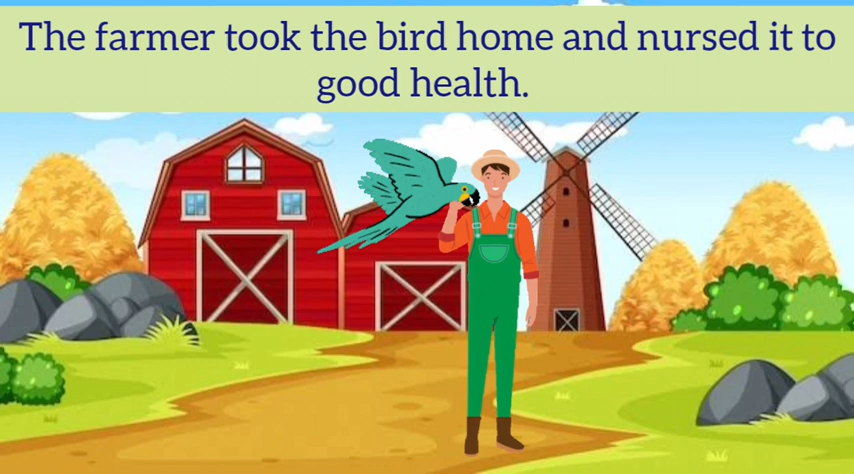 The farmer took the bird home and nursed it to
good health.